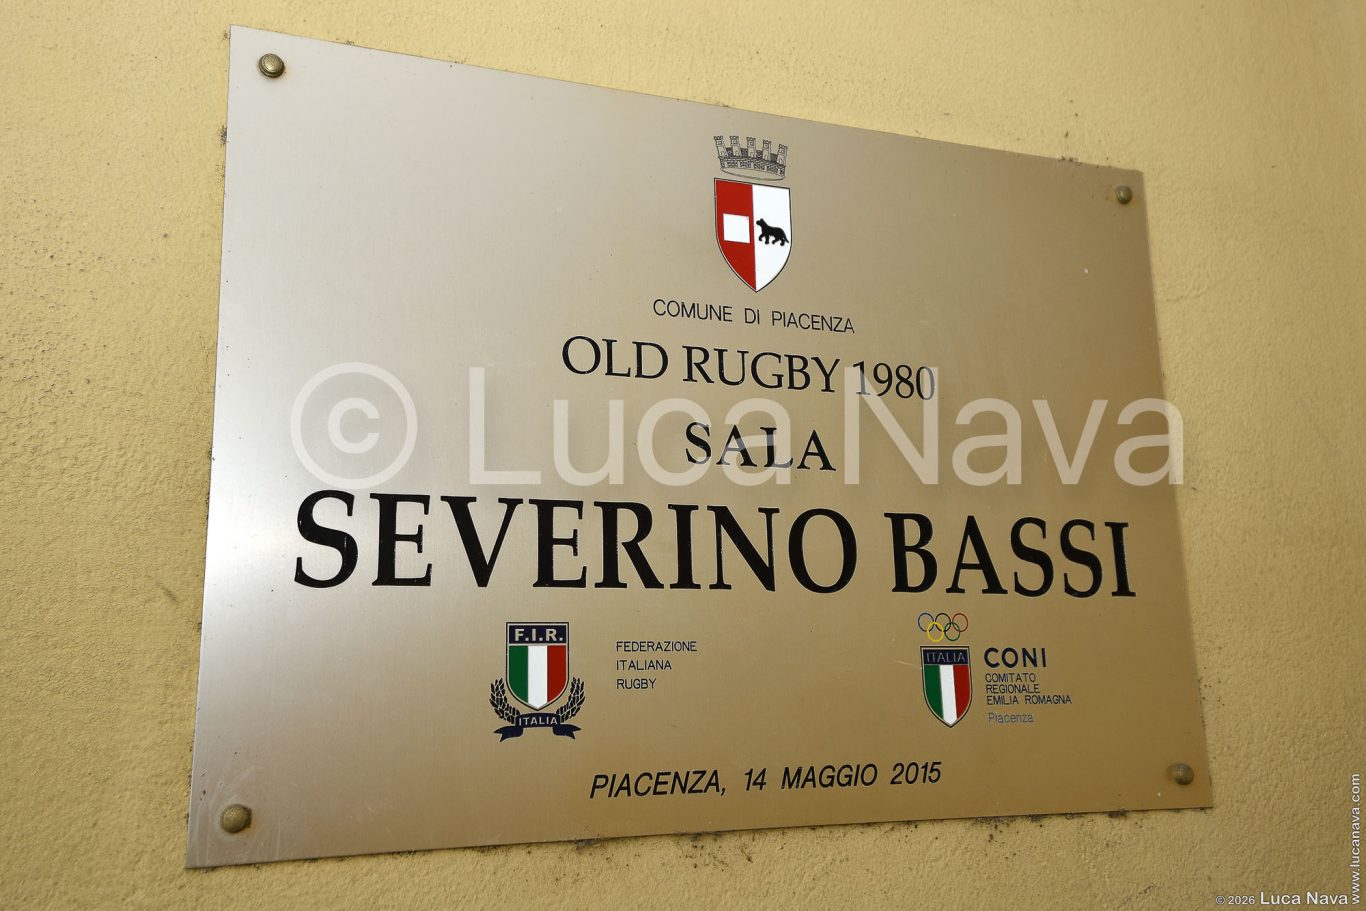 COMUNE DI PIACENZA
OLD RUGBY 1980
SALA
SEVERINO BASSI
F.I.R.
ITALIA
FEDERAZIONE
ITALIANA
RUGBY
ITALIA
CONI
COMITATO
REGIONALE
EMILIA ROMAGNA
Piacenza
PIACENZA, 14 MAGGIO 2015
© Luca Nava
© 2026 Luca Nava
www.lucanava.com